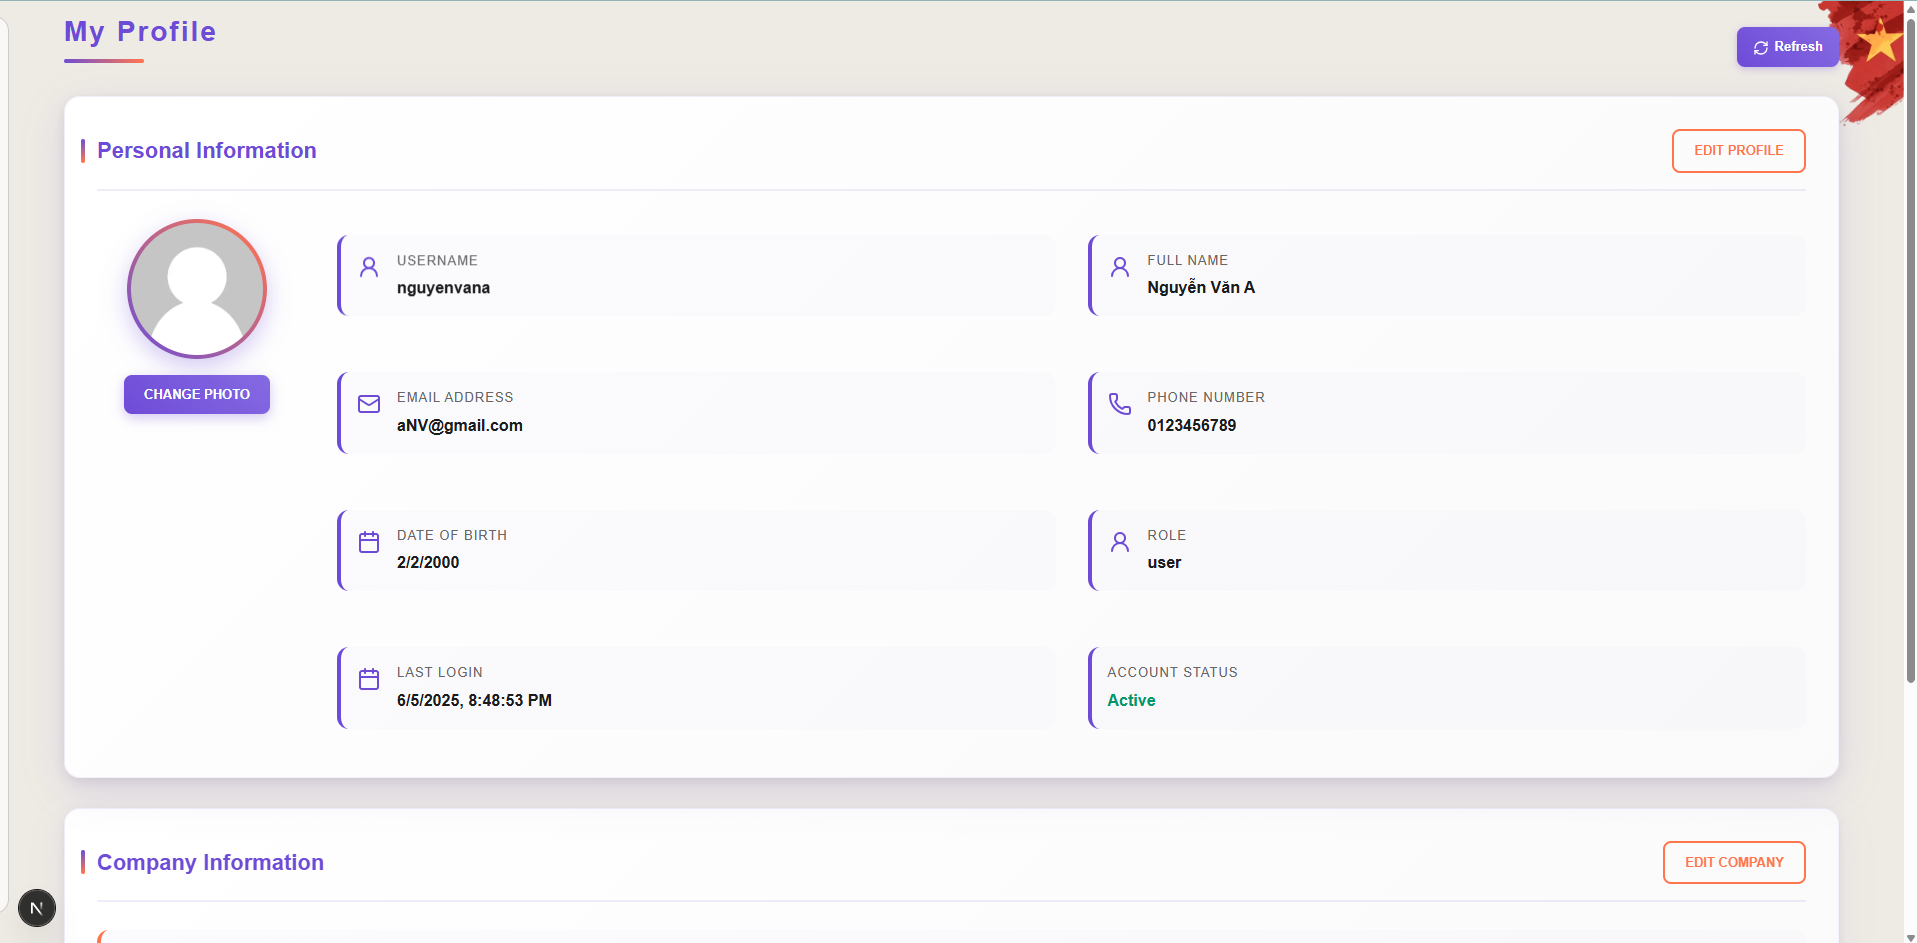 My Profile
Refresh
Personal Information
EDIT PROFILE
CHANGE PHOTO
USERNAME
nguyenvana
FULL NAME
Nguyễn Văn A
EMAIL ADDRESS
aNV@gmail.com
PHONE NUMBER
0123456789
DATE OF BIRTH
2/2/2000
ROLE
user
LAST LOGIN
6/5/2025, 8:48:53 PM
ACCOUNT STATUS
Active
Company Information
EDIT COMPANY
N